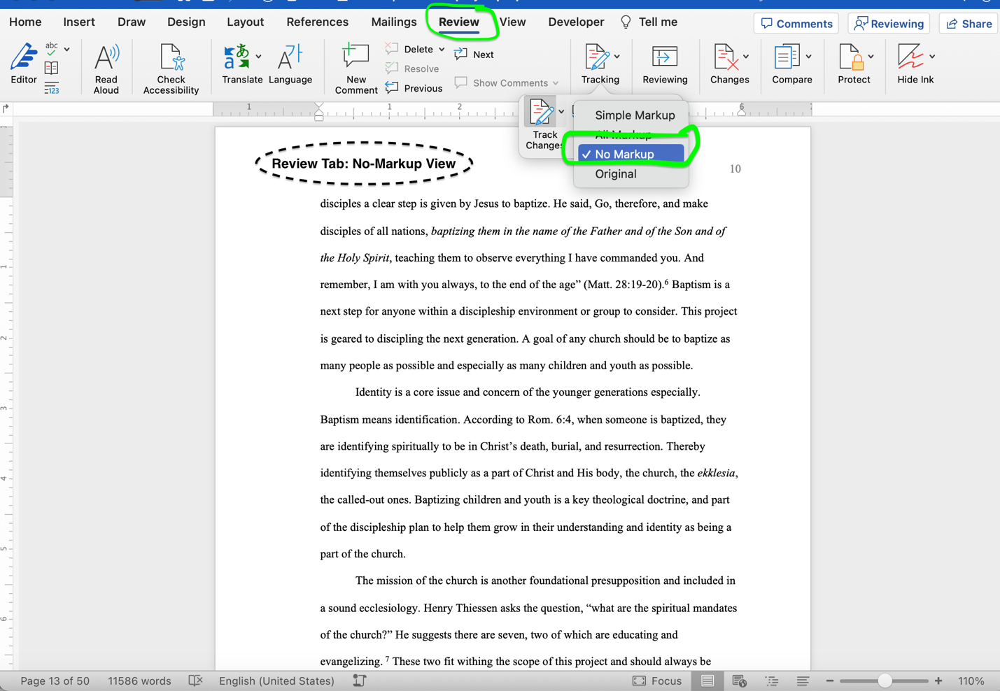 Home Insert Draw Design Layout References Mailings Review View Developer Tell me Comments Reviewing Share
abc
Editor
123
Read Aloud
Check Accessibility
Translate
Language
New Comment
Delete
Resolve
Previous
Next
Show Comments
Tracking
Reviewing
Changes
Compare
Protect
Hide Ink
1 1 2 6
Track Changes
Simple Markup
All Markup
✓ No Markup
Original
Review Tab: No-Markup View
10
disciples a clear step is given by Jesus to baptize. He said, Go, therefore, and make
disciples of all nations, baptizing them in the name of the Father and of the Son and of
the Holy Spirit, teaching them to observe everything I have commanded you. And
remember, I am with you always, to the end of the age” (Matt. 28:19-20).⁶ Baptism is a
next step for anyone within a discipleship environment or group to consider. This project
is geared to discipling the next generation. A goal of any church should be to baptize as
many people as possible and especially as many children and youth as possible.
Identity is a core issue and concern of the younger generations especially.
Baptism means identification. According to Rom. 6:4, when someone is baptized, they
are identifying spiritually to be in Christ’s death, burial, and resurrection. Thereby
identifying themselves publicly as a part of Christ and His body, the church, the ekklesia,
the called-out ones. Baptizing children and youth is a key theological doctrine, and part
of the discipleship plan to help them grow in their understanding and identity as being a
part of the church.
The mission of the church is another foundational presupposition and included in
a sound ecclesiology. Henry Thiessen asks the question, “what are the spiritual mandates
of the church?” He suggests there are seven, two of which are educating and
evangelizing. ⁷ These two fit withing the scope of this project and should always be
1
2
3
4
5
6
Page 13 of 50 11586 words English (United States) Focus 110%